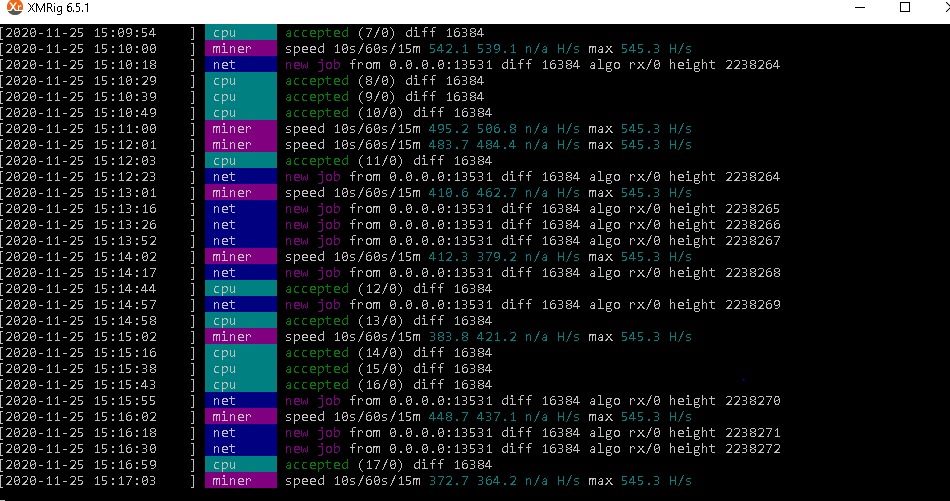 Xr XMRig 6.5.1
[2020-11-25 15:09:54 ] cpu accepted (7/0) diff 16384
[2020-11-25 15:10:00 ] miner speed 10s/60s/15m 542.1 539.1 n/a H/s max 545.3 H/s
[2020-11-25 15:10:18 ] net new job from 0.0.0.0:13531 diff 16384 algo rx/0 height 2238264
[2020-11-25 15:10:29 ] cpu accepted (8/0) diff 16384
[2020-11-25 15:10:39 ] cpu accepted (9/0) diff 16384
[2020-11-25 15:10:49 ] cpu accepted (10/0) diff 16384
[2020-11-25 15:11:00 ] miner speed 10s/60s/15m 495.2 506.8 n/a H/s max 545.3 H/s
[2020-11-25 15:12:01 ] miner speed 10s/60s/15m 483.7 484.4 n/a H/s max 545.3 H/s
[2020-11-25 15:12:03 ] cpu accepted (11/0) diff 16384
[2020-11-25 15:12:23 ] net new job from 0.0.0.0:13531 diff 16384 algo rx/0 height 2238264
[2020-11-25 15:13:01 ] miner speed 10s/60s/15m 410.6 462.7 n/a H/s max 545.3 H/s
[2020-11-25 15:13:16 ] net new job from 0.0.0.0:13531 diff 16384 algo rx/0 height 2238265
[2020-11-25 15:13:26 ] net new job from 0.0.0.0:13531 diff 16384 algo rx/0 height 2238266
[2020-11-25 15:13:52 ] net new job from 0.0.0.0:13531 diff 16384 algo rx/0 height 2238267
[2020-11-25 15:14:02 ] miner speed 10s/60s/15m 412.3 379.2 n/a H/s max 545.3 H/s
[2020-11-25 15:14:17 ] net new job from 0.0.0.0:13531 diff 16384 algo rx/0 height 2238268
[2020-11-25 15:14:44 ] cpu accepted (12/0) diff 16384
[2020-11-25 15:14:57 ] net new job from 0.0.0.0:13531 diff 16384 algo rx/0 height 2238269
[2020-11-25 15:14:58 ] cpu accepted (13/0) diff 16384
[2020-11-25 15:15:02 ] miner speed 10s/60s/15m 383.8 421.2 n/a H/s max 545.3 H/s
[2020-11-25 15:15:16 ] cpu accepted (14/0) diff 16384
[2020-11-25 15:15:38 ] cpu accepted (15/0) diff 16384
[2020-11-25 15:15:43 ] cpu accepted (16/0) diff 16384
[2020-11-25 15:15:55 ] net new job from 0.0.0.0:13531 diff 16384 algo rx/0 height 2238270
[2020-11-25 15:16:02 ] miner speed 10s/60s/15m 448.7 437.1 n/a H/s max 545.3 H/s
[2020-11-25 15:16:18 ] net new job from 0.0.0.0:13531 diff 16384 algo rx/0 height 2238271
[2020-11-25 15:16:30 ] net new job from 0.0.0.0:13531 diff 16384 algo rx/0 height 2238272
[2020-11-25 15:16:59 ] cpu accepted (17/0) diff 16384
[2020-11-25 15:17:03 ] miner speed 10s/60s/15m 372.7 364.2 n/a H/s max 545.3 H/s